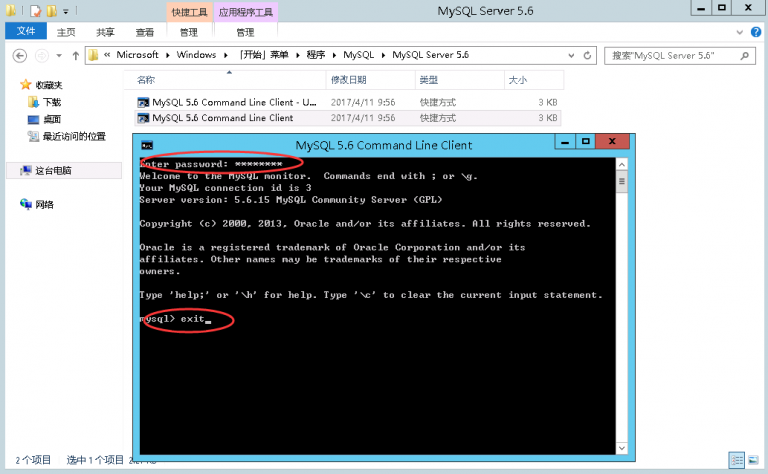 快捷工具 应用程序工具 MySQL Server 5.6
文件 主页 共享 查看 管理 管理
« Microsoft Windows 「开始」菜单 程序 MySQL MySQL Server 5.6 搜索"MySQL Server 5.6"
名称 修改日期 类型 大小
收藏夹
MySQL 5.6 Command Line Client - U... 2017/4/11 9:56 快捷方式 3 KB
下载
MySQL 5.6 Command Line Client 2017/4/11 9:56 快捷方式 3 KB
桌面
最近访问的位置
这台电脑
网络
MySQL 5.6 Command Line Client
Enter password: ********
Welcome to the MySQL monitor.  Commands end with ; or \g.
Your MySQL connection id is 3
Server version: 5.6.15 MySQL Community Server (GPL)
Copyright (c) 2000, 2013, Oracle and/or its affiliates. All rights reserved.
Oracle is a registered trademark of Oracle Corporation and/or its
affiliates. Other names may be trademarks of their respective
owners.
Type 'help;' or '\h' for help. Type '\c' to clear the current input statement.
mysql> exit
2 个项目 选中 1 个项目